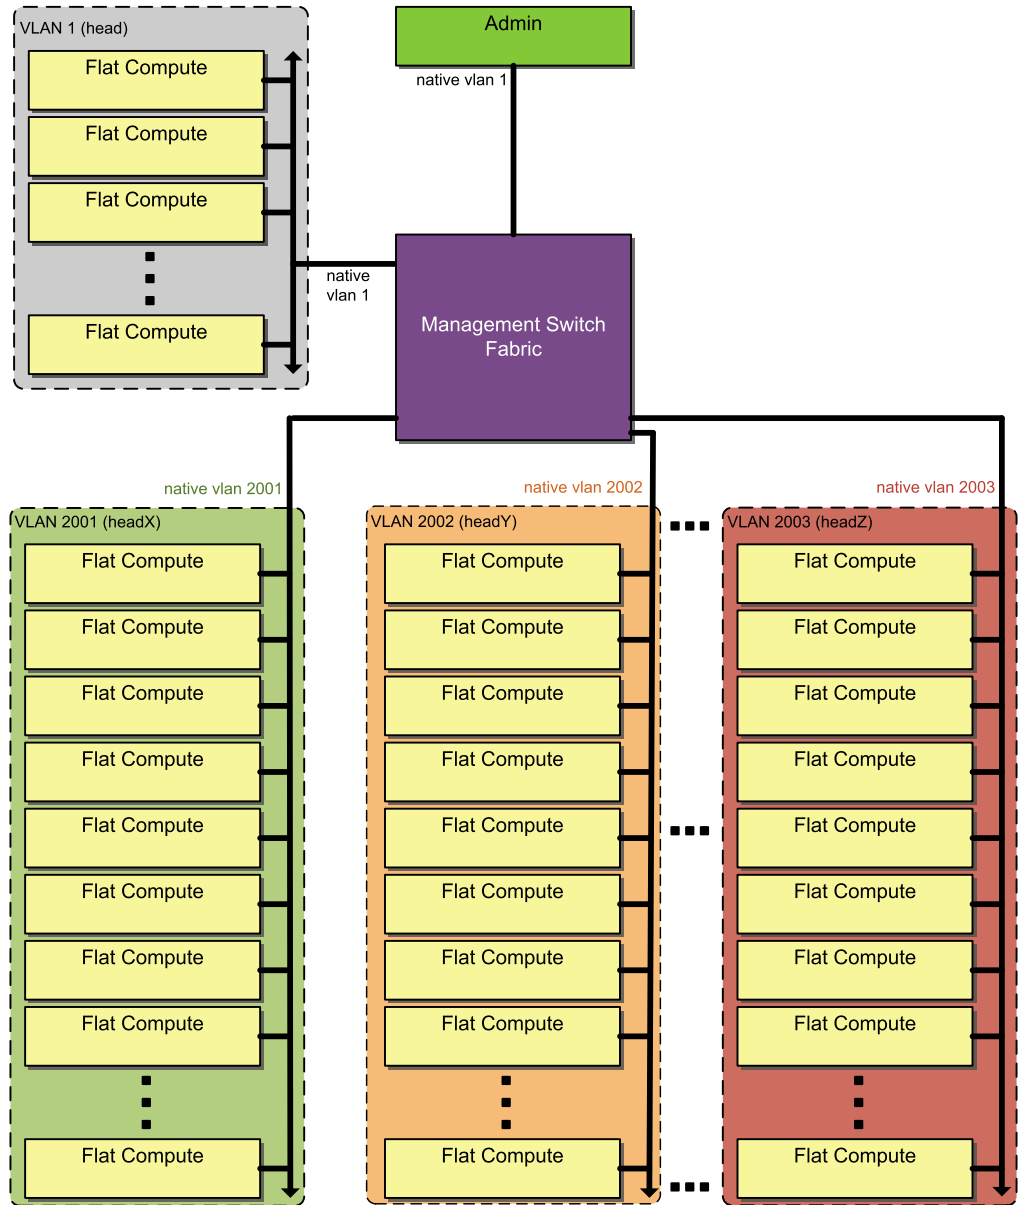 VLAN 1 (head)
Flat Compute
Flat Compute
Flat Compute
Flat Compute
Admin
native vlan 1
native
vlan 1
Management Switch
Fabric
native vlan 2001
VLAN 2001 (headX)
Flat Compute
Flat Compute
Flat Compute
Flat Compute
Flat Compute
Flat Compute
Flat Compute
Flat Compute
Flat Compute
native vlan 2002
VLAN 2002 (headY)
Flat Compute
Flat Compute
Flat Compute
Flat Compute
Flat Compute
Flat Compute
Flat Compute
Flat Compute
Flat Compute
native vlan 2003
VLAN 2003 (headZ)
Flat Compute
Flat Compute
Flat Compute
Flat Compute
Flat Compute
Flat Compute
Flat Compute
Flat Compute
Flat Compute